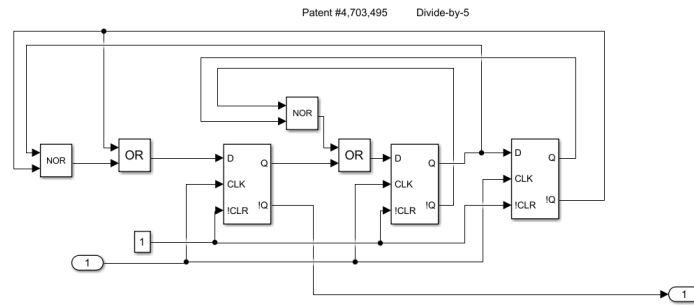 Patent #4,703,495 Divide-by-5
NOR
OR
NOR
OR
D
Q
CLK
!CLR
!Q
D
Q
CLK
!CLR
!Q
D
Q
CLK
!CLR
!Q
1
1
1